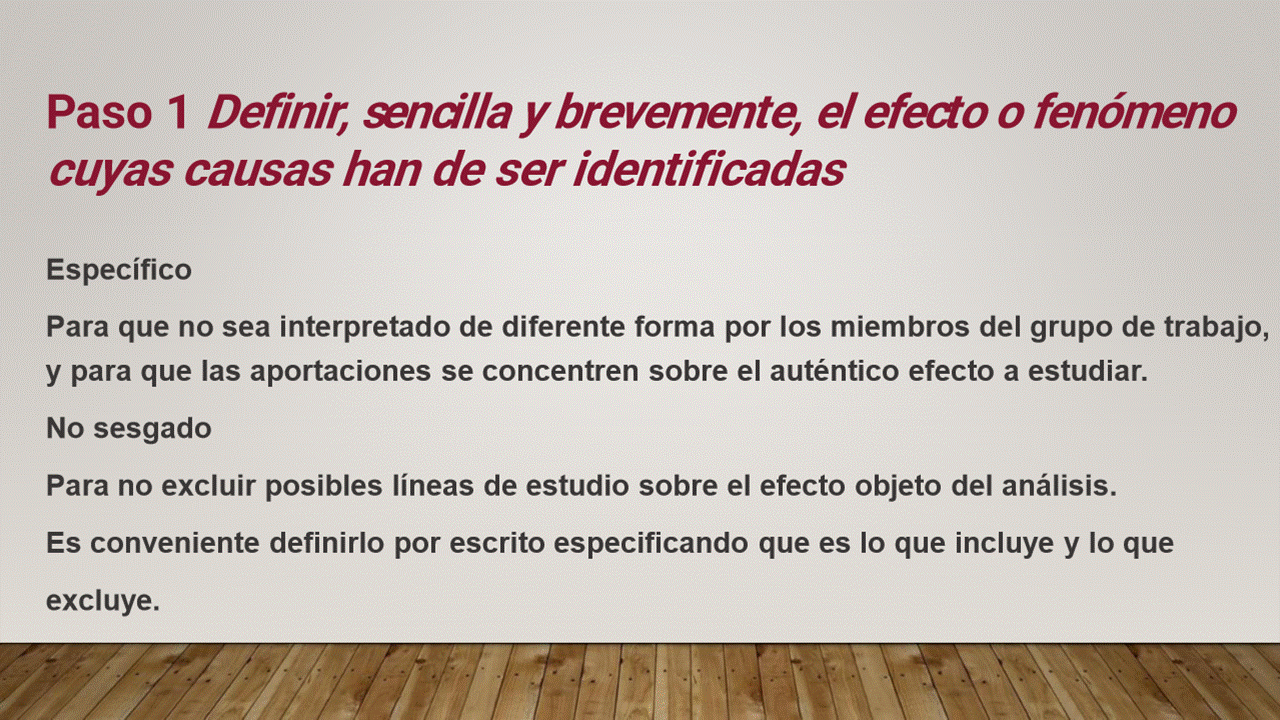 Paso 1 Definir, sencilla y brevemente, el efecto o fenómeno
cuyas causas han de ser identificadas
Específico
Para que no sea interpretado de diferente forma por los miembros del grupo de trabajo,
y para que las aportaciones se concentren sobre el auténtico efecto a estudiar.
No sesgado
Para no excluir posibles líneas de estudio sobre el efecto objeto del análisis.
Es conveniente definirlo por escrito especificando que es lo que incluye y lo que
excluye.